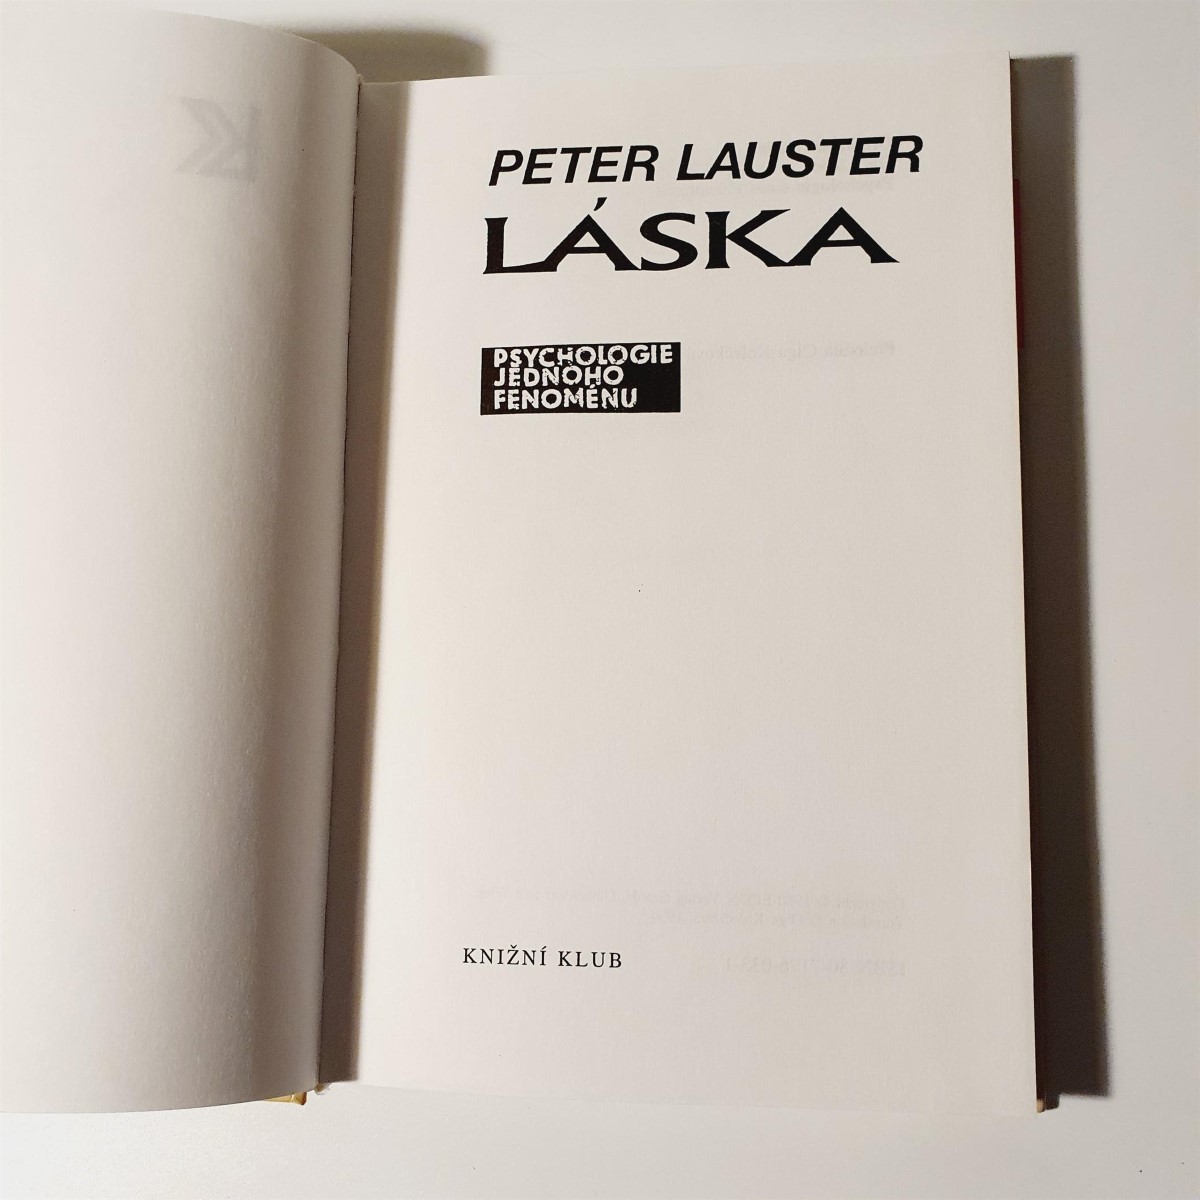 PETER LAUSTER
LÁSKA
PSYCHOLOGIE
JEDNOHO
FENOMÉNU
KNIŽNÍ KLUB